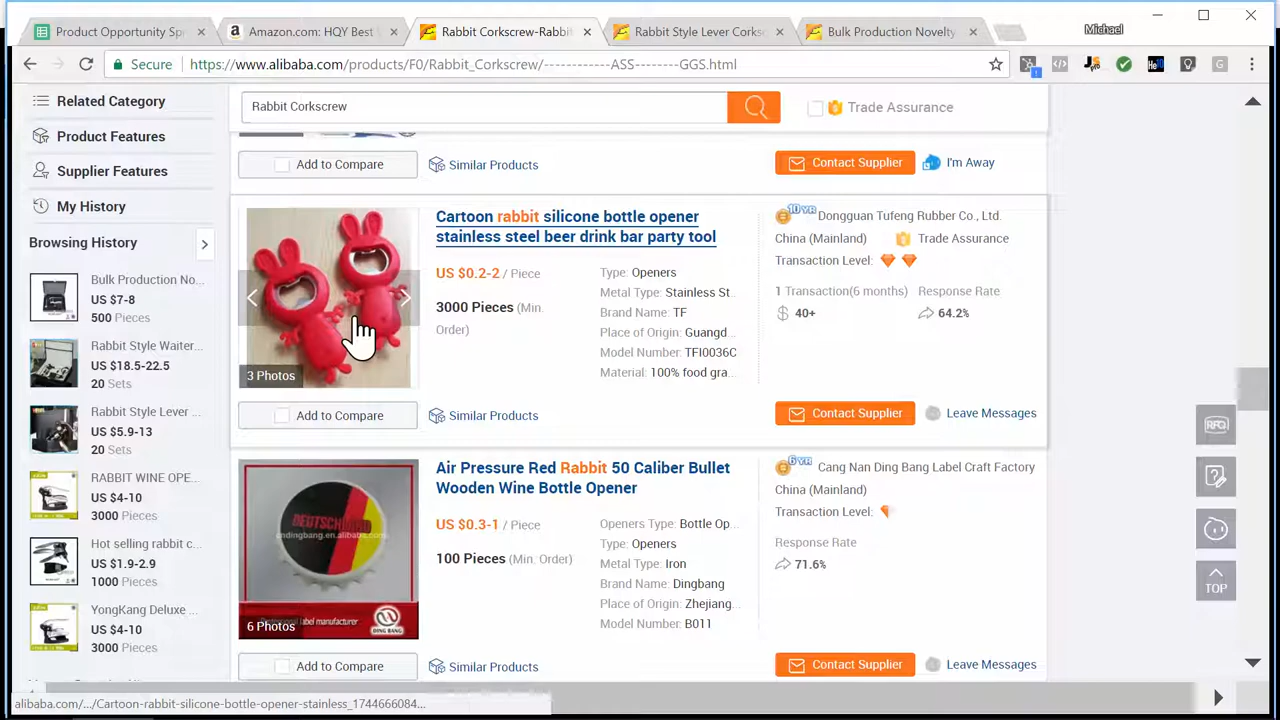 Product Opportunity Sp
Amazon.com: HQY Best
Rabbit Corkscrew-Rabbi
Rabbit Style Lever Corks
Bulk Production Novelty
Michael
Secure
https://www.alibaba.com/products/F0/Rabbit_Corkscrew/------------ASS-------GGS.html
Related Category
Product Features
Supplier Features
My History
Browsing History
Bulk Production No...
US $7-8
500 Pieces
Rabbit Style Waiter...
US $18.5-22.5
20 Sets
Rabbit Style Lever ...
US $5.9-13
20 Sets
RABBIT WINE OPE...
US $4-10
3000 Pieces
Hot selling rabbit c...
US $1.9-2.9
1000 Pieces
YongKang Deluxe ...
US $4-10
3000 Pieces
Rabbit Corkscrew
Trade Assurance
Add to Compare
Similar Products
Contact Supplier
I'm Away
3 Photos
Cartoon rabbit silicone bottle opener
stainless steel beer drink bar party tool
US $0.2-2 / Piece
3000 Pieces (Min.
Order)
Type: Openers
Metal Type: Stainless St..
Brand Name: TF
Place of Origin: Guangd..
Model Number: TFI0036C
Material: 100% food gra...
10 YR
Dongguan Tufeng Rubber Co., Ltd.
China (Mainland)
Trade Assurance
Transaction Level:
1 Transaction(6 months)
Response Rate
$ 40+
64.2%
Add to Compare
Similar Products
Contact Supplier
Leave Messages
DEUTSCHLAND
cndingbang.en.alibaba.com
DING BANG
6 Photos
Air Pressure Red Rabbit 50 Caliber Bullet
Wooden Wine Bottle Opener
US $0.3-1 / Piece
100 Pieces (Min. Order)
Openers Type: Bottle Op...
Type: Openers
Metal Type: Iron
Brand Name: Dingbang
Place of Origin: Zhejiang...
Model Number: B011
6 YR
Cang Nan Ding Bang Label Craft Factory
China (Mainland)
Transaction Level:
Response Rate
71.6%
Add to Compare
Similar Products
Contact Supplier
Leave Messages
RFQ
TOP
alibaba.com/.../Cartoon-rabbit-silicone-bottle-opener-stainless_1744666084...